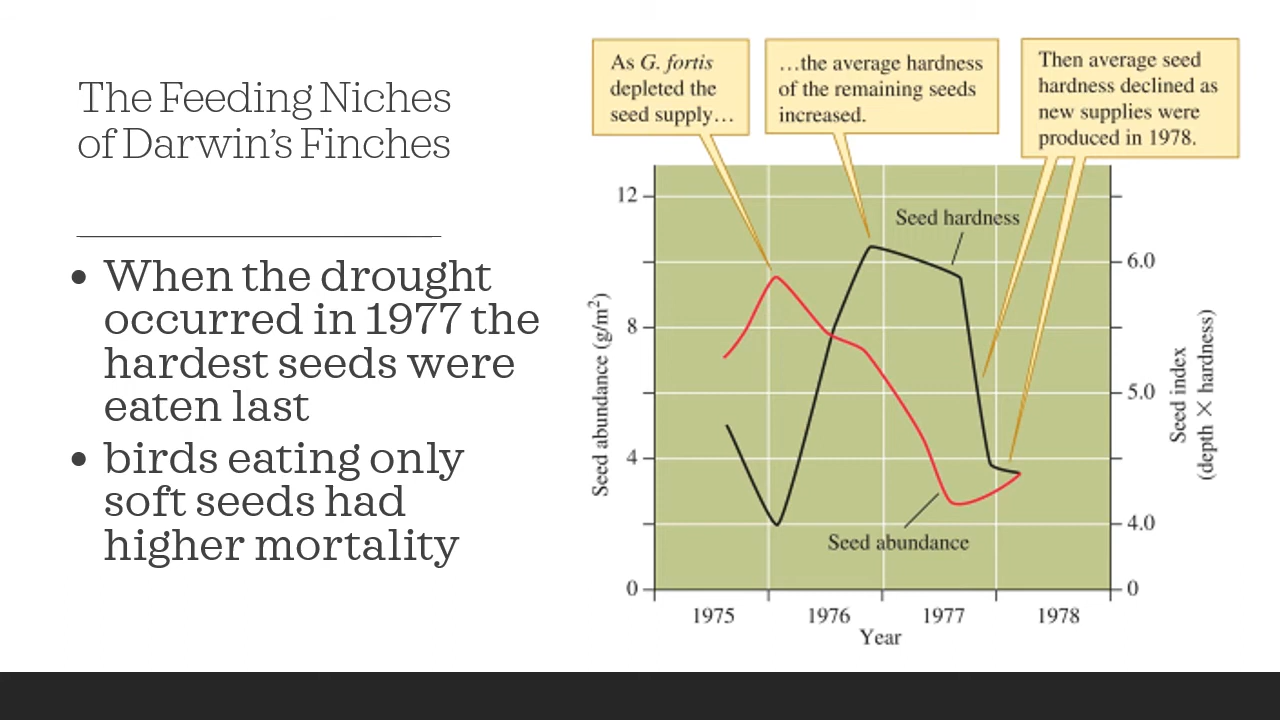 The Feeding Niches
of Darwin’s Finches
• When the drought
occurred in 1977 the
hardest seeds were
eaten last
• birds eating only
soft seeds had
higher mortality
As G. fortis
depleted the
seed supply…
…the average hardness
of the remaining seeds
increased.
Then average seed
hardness declined as
new supplies were
produced in 1978.
Seed hardness
Seed abundance
Seed abundance (g/m²)
12
8
4
0
6.0
5.0
4.0
0
Seed index
(depth × hardness)
1975 1976 1977 1978
Year